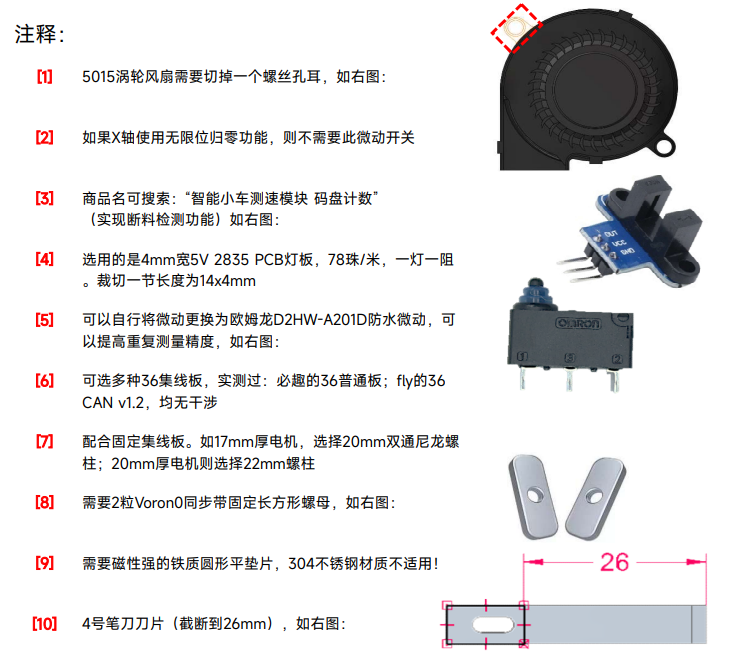 注释：
[1] 5015涡轮风扇需要切掉一个螺丝孔耳，如右图：
[2] 如果X轴使用无限位归零功能，则不需要此微动开关
[3] 商品名可搜索：“智能小车测速模块 码盘计数”
（实现断料检测功能）如右图：
OUT
VCC
GND
[4] 选用的是4mm宽5V 2835 PCB灯板，78珠/米，一灯一阻
。裁切一节长度为14x4mm
[5] 可以自行将微动更换为欧姆龙D2HW-A201D防水微动，可
以提高重复测量精度，如右图：
OMRON
1 3 2
[6] 可选多种36集线板，实测过：必趣的36普通板；fly的36
CAN v1.2，均无干涉
[7] 配合固定集线板。如17mm厚电机，选择20mm双通尼龙螺
柱；20mm厚电机则选择22mm螺柱
[8] 需要2粒Voron0同步带固定长方形螺母，如右图：
[9] 需要磁性强的铁质圆形平垫片，304不锈钢材质不适用！
26
[10] 4号笔刀刀片（截断到26mm），如右图：